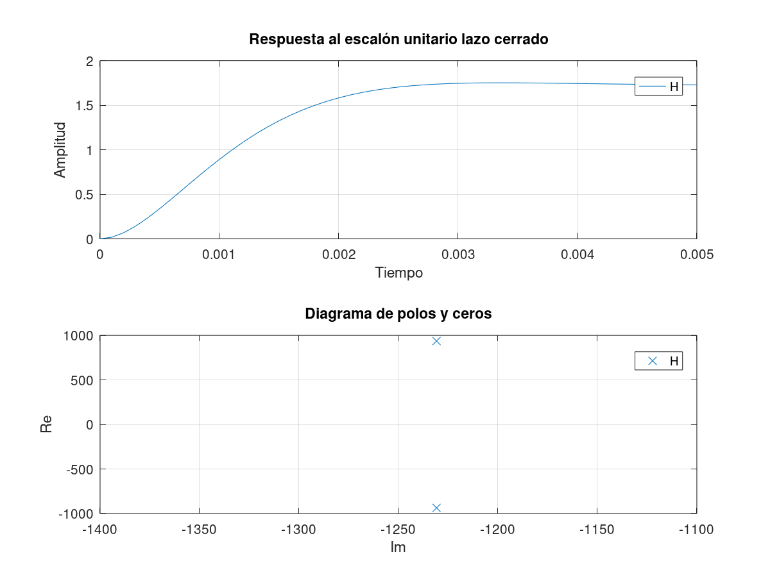 Respuesta al escalón unitario lazo cerrado
2
1.5
1
0.5
0
Amplitud
H
0 0.001 0.002 0.003 0.004 0.005
Tiempo
Diagrama de polos y ceros
1000
500
0
-500
-1000
Re
H
-1400 -1350 -1300 -1250 -1200 -1150 -1100
Im